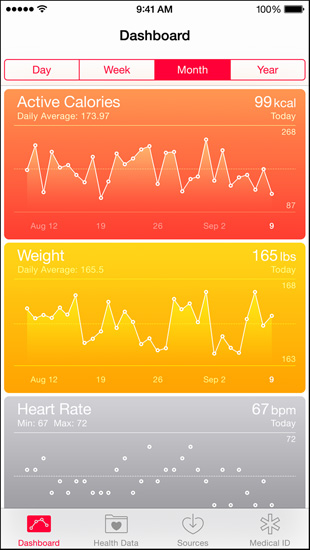 9:41 AM 100%
Dashboard
Day Week Month Year
Active Calories 99 kcal
Daily Average: 173.97 Today
268
87
Aug 12 19 26 Sep 2 9
Weight 165 lbs
Daily Average: 165.5 Today
168
163
Aug 12 19 26 Sep 2 9
Heart Rate 67 bpm
Min: 67 Max: 72 Today
72
Dashboard Health Data Sources Medical ID